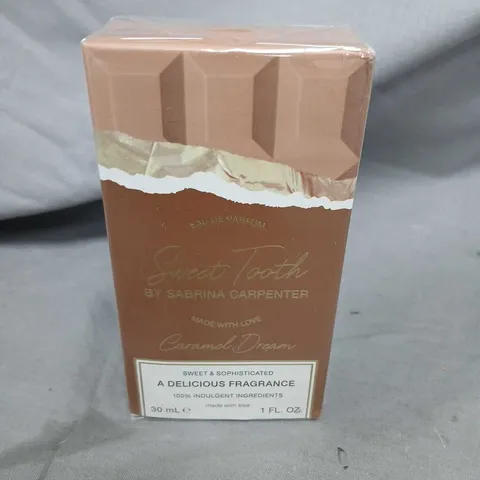 EAU DE PARFUM
Sweet Tooth
BY SABRINA CARPENTER
MADE WITH LOVE
Caramel Dream
SWEET & SOPHISTICATED
A DELICIOUS FRAGRANCE
100% INDULGENT INGREDIENTS
made with love
30 mL ℮ 1 FL. OZ.